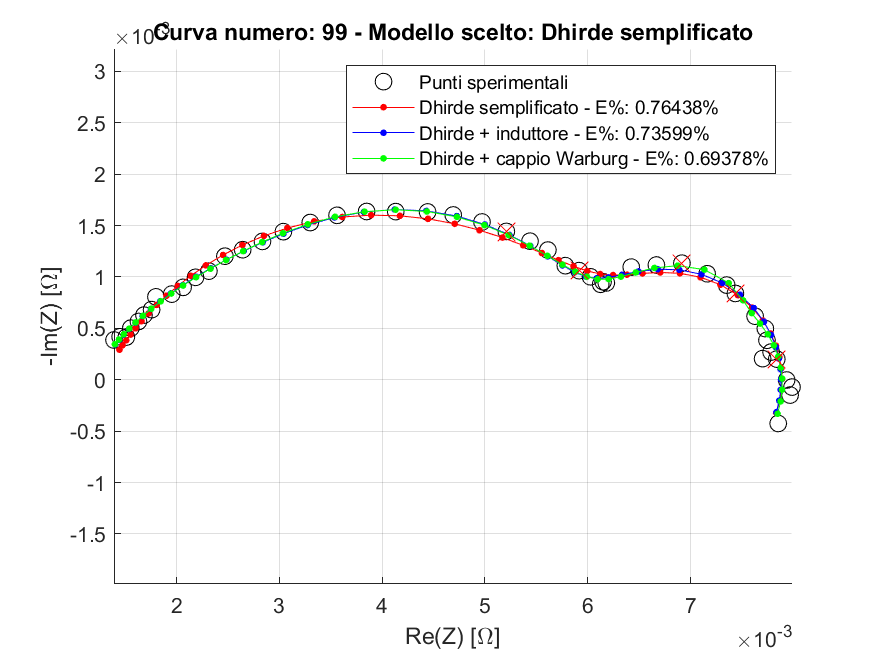 Curva numero: 99 - Modello scelto: Dhirde semplificato
×10⁻³
Punti sperimentali
Dhirde semplificato - E%: 0.76438%
Dhirde + induttore - E%: 0.73599%
Dhirde + cappio Warburg - E%: 0.69378%
3
2.5
2
1.5
1
0.5
0
-0.5
-1
-1.5
-Im(Z) [Ω]
2 3 4 5 6 7
Re(Z) [Ω]
×10⁻³